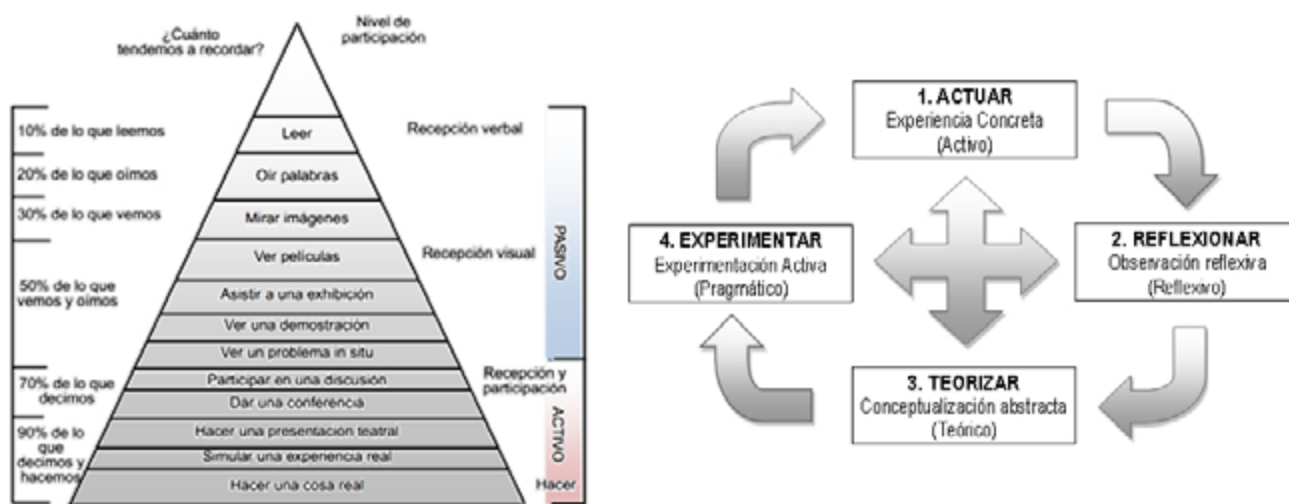 ¿Cuánto
tendemos a recordar?
Nivel de
participación
10% de lo que leemos
20% de lo que oímos
30% de lo que vemos
50% de lo que
vemos y oímos
70% de lo que
decimos
90% de lo
que
decimos y
hacemos
Leer
Oir palabras
Mirar imágenes
Ver películas
Asistir a una exhibición
Ver una demostración
Ver un problema in situ
Participar en una discusión
Dar una conferencia
Hacer una presentación teatral
Simular una experiencia real
Hacer una cosa real
Recepción verbal
Recepción visual
Recepción y
participación
Hacer
PASIVO
ACTIVO
1. ACTUAR
Experiencia Concreta
(Activo)
2. REFLEXIONAR
Observación reflexiva
(Reflexivo)
3. TEORIZAR
Conceptualización abstracta
(Teórico)
4. EXPERIMENTAR
Experimentación Activa
(Pragmático)